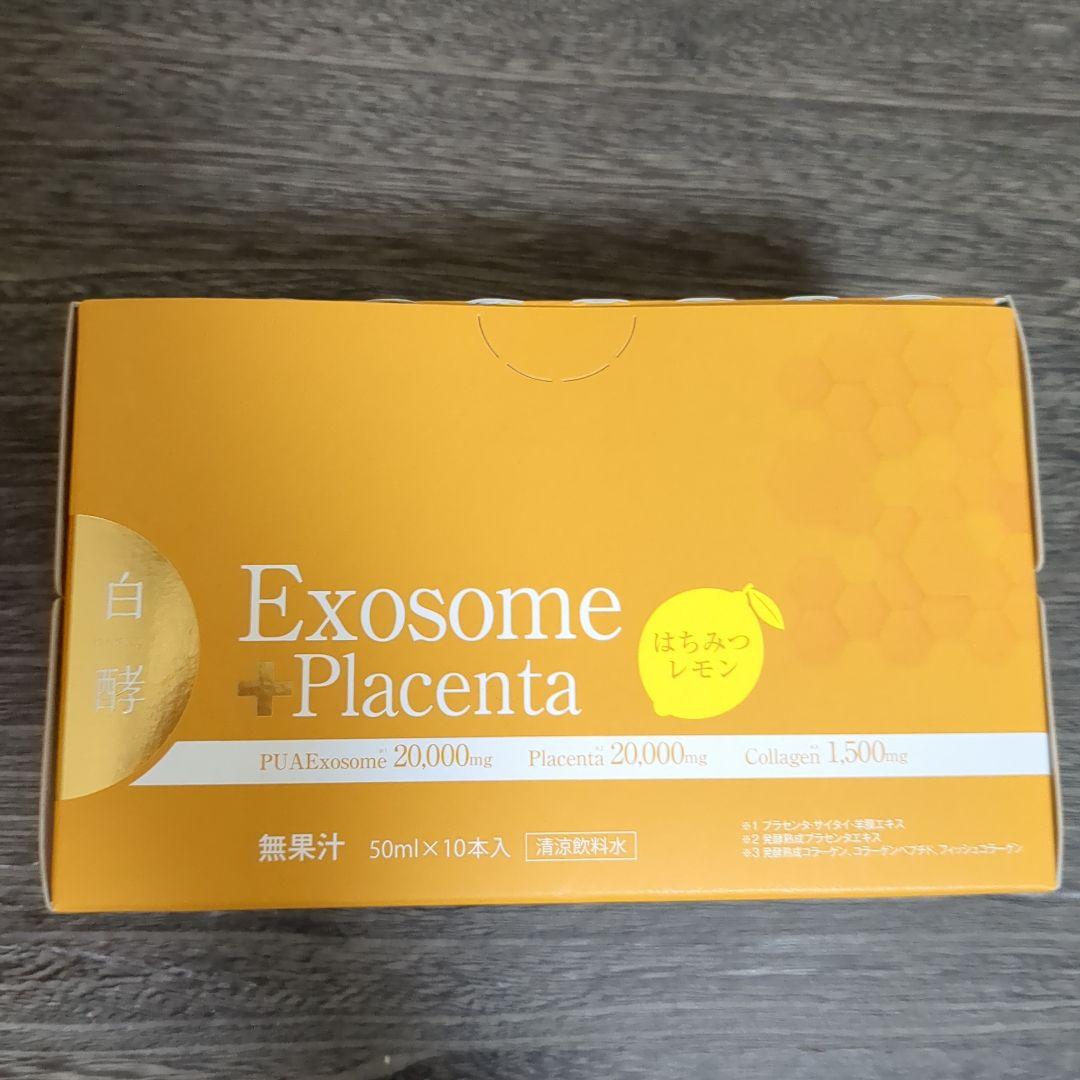 白
酵
Exosome
+Placenta
はちみつ
レモン
PUAExosome※1 20,000mg Placenta※2 20,000mg Collagen※3 1,500mg
無果汁 50ml×10本入 清涼飲料水
※1 プラセンタ・サイタイ・羊膜エキス
※2 発酵熟成プラセンタエキス
※3 発酵熟成コラーゲン、コラーゲンペプチド、フィッシュコラーゲン